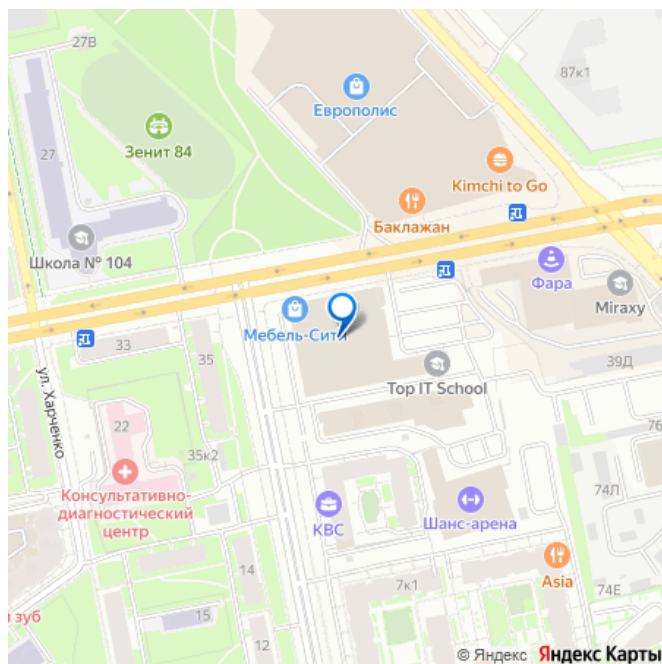 27В
87к1
Европолис
Зенит 84
27
Kimchi to Go
Баклажан
Школа № 104
Фара
Miraxy
Мебель-Сити
33
35
39Д
Top IT School
ул. Харченко
22
76
35к2
74Л
Консультативно-
диагностический
центр
КВС
Шанс-арена
Asia
14
7к1
74Е
зуб
15
12
© Яндекс Яндекс Карты